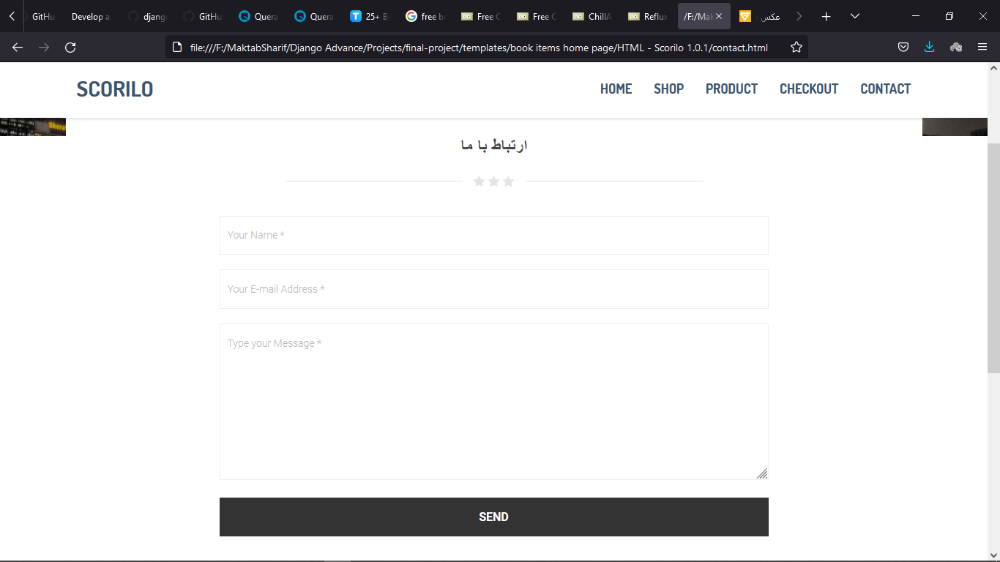 GitHu
Develop a
djang
GitHu
Quera
Quera
25+ B
free b
Free C
Free C
ChillA
Reflux
/F:/Mak
عکس
file:///F:/MaktabSharif/Django Advance/Projects/final-project/templates/book items home page/HTML - Scorilo 1.0.1/contact.html
SCORILO
HOME SHOP PRODUCT CHECKOUT CONTACT
ارتباط با ما
Your Name *
Your E-mail Address *
Type your Message *
SEND